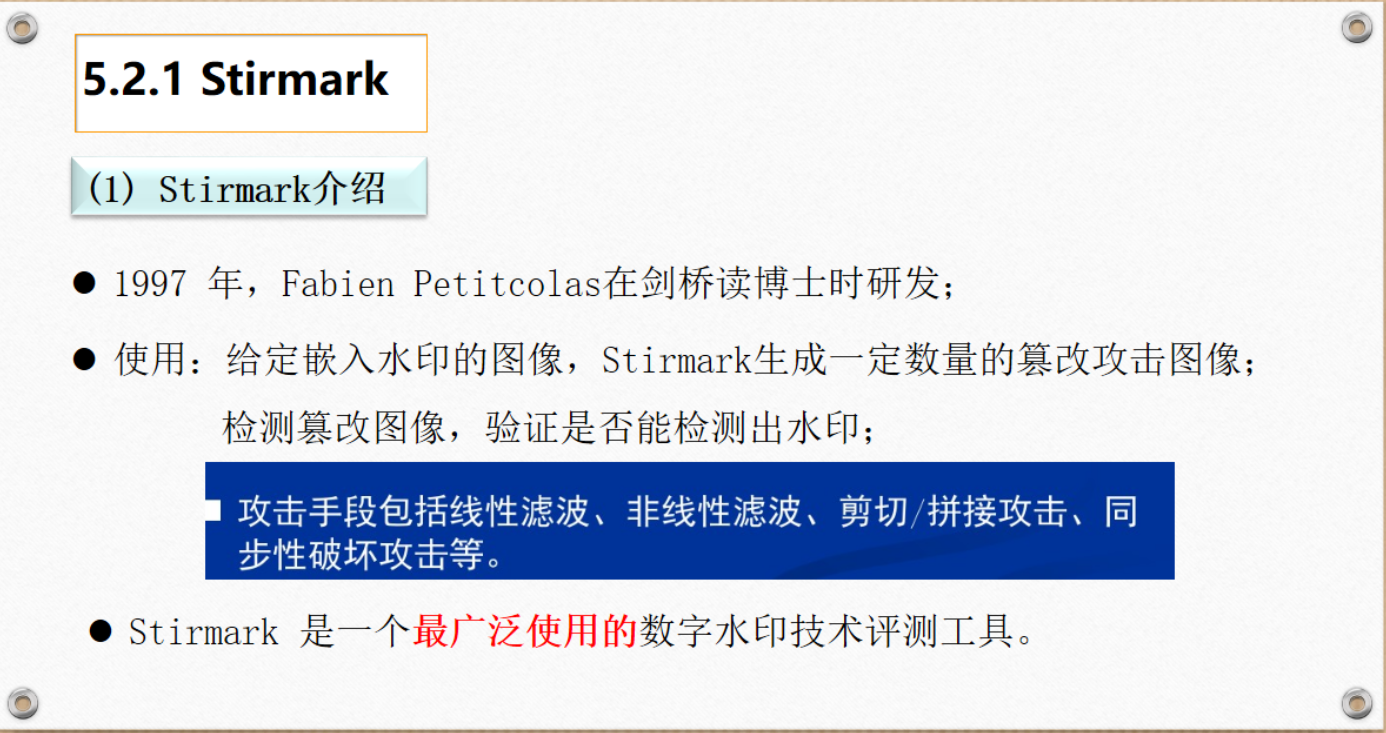 5.2.1 Stirmark
(1) Stirmark介绍
● 1997 年，Fabien Petitcolas在剑桥读博士时研发；
● 使用：给定嵌入水印的图像，Stirmark生成一定数量的篡改攻击图像；
检测篡改图像，验证是否能检测出水印；
■ 攻击手段包括线性滤波、非线性滤波、剪切/拼接攻击、同
步性破坏攻击等。
● Stirmark 是一个最广泛使用的数字水印技术评测工具。